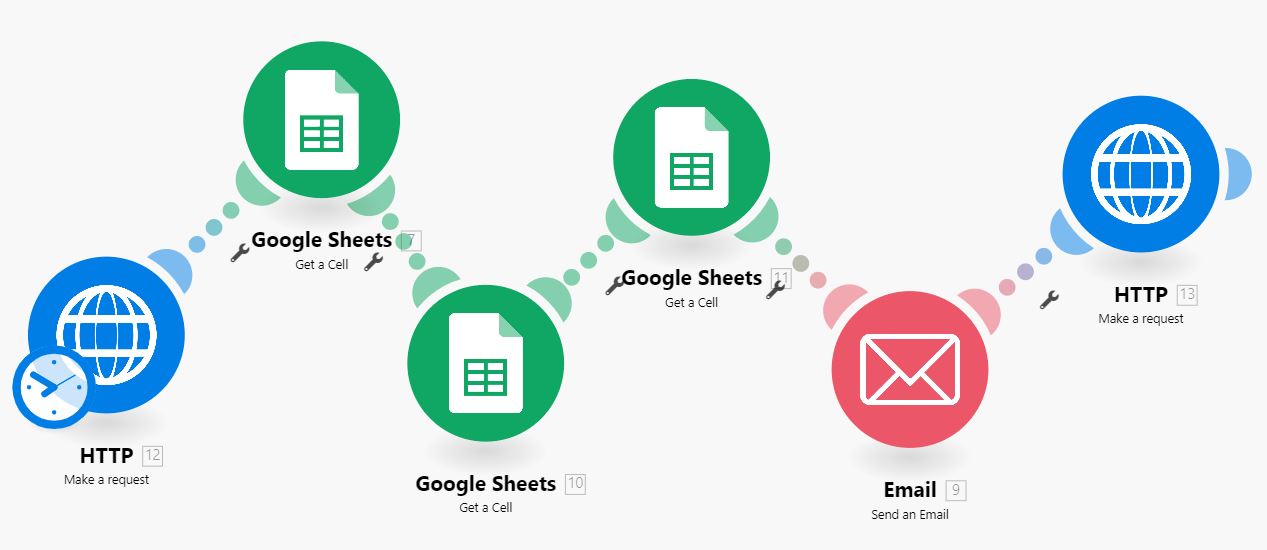 Google Sheets 7
Get a Cell
Google Sheets 11
Get a Cell
HTTP 13
Make a request
HTTP 12
Make a request
Google Sheets 10
Get a Cell
Email 9
Send an Email